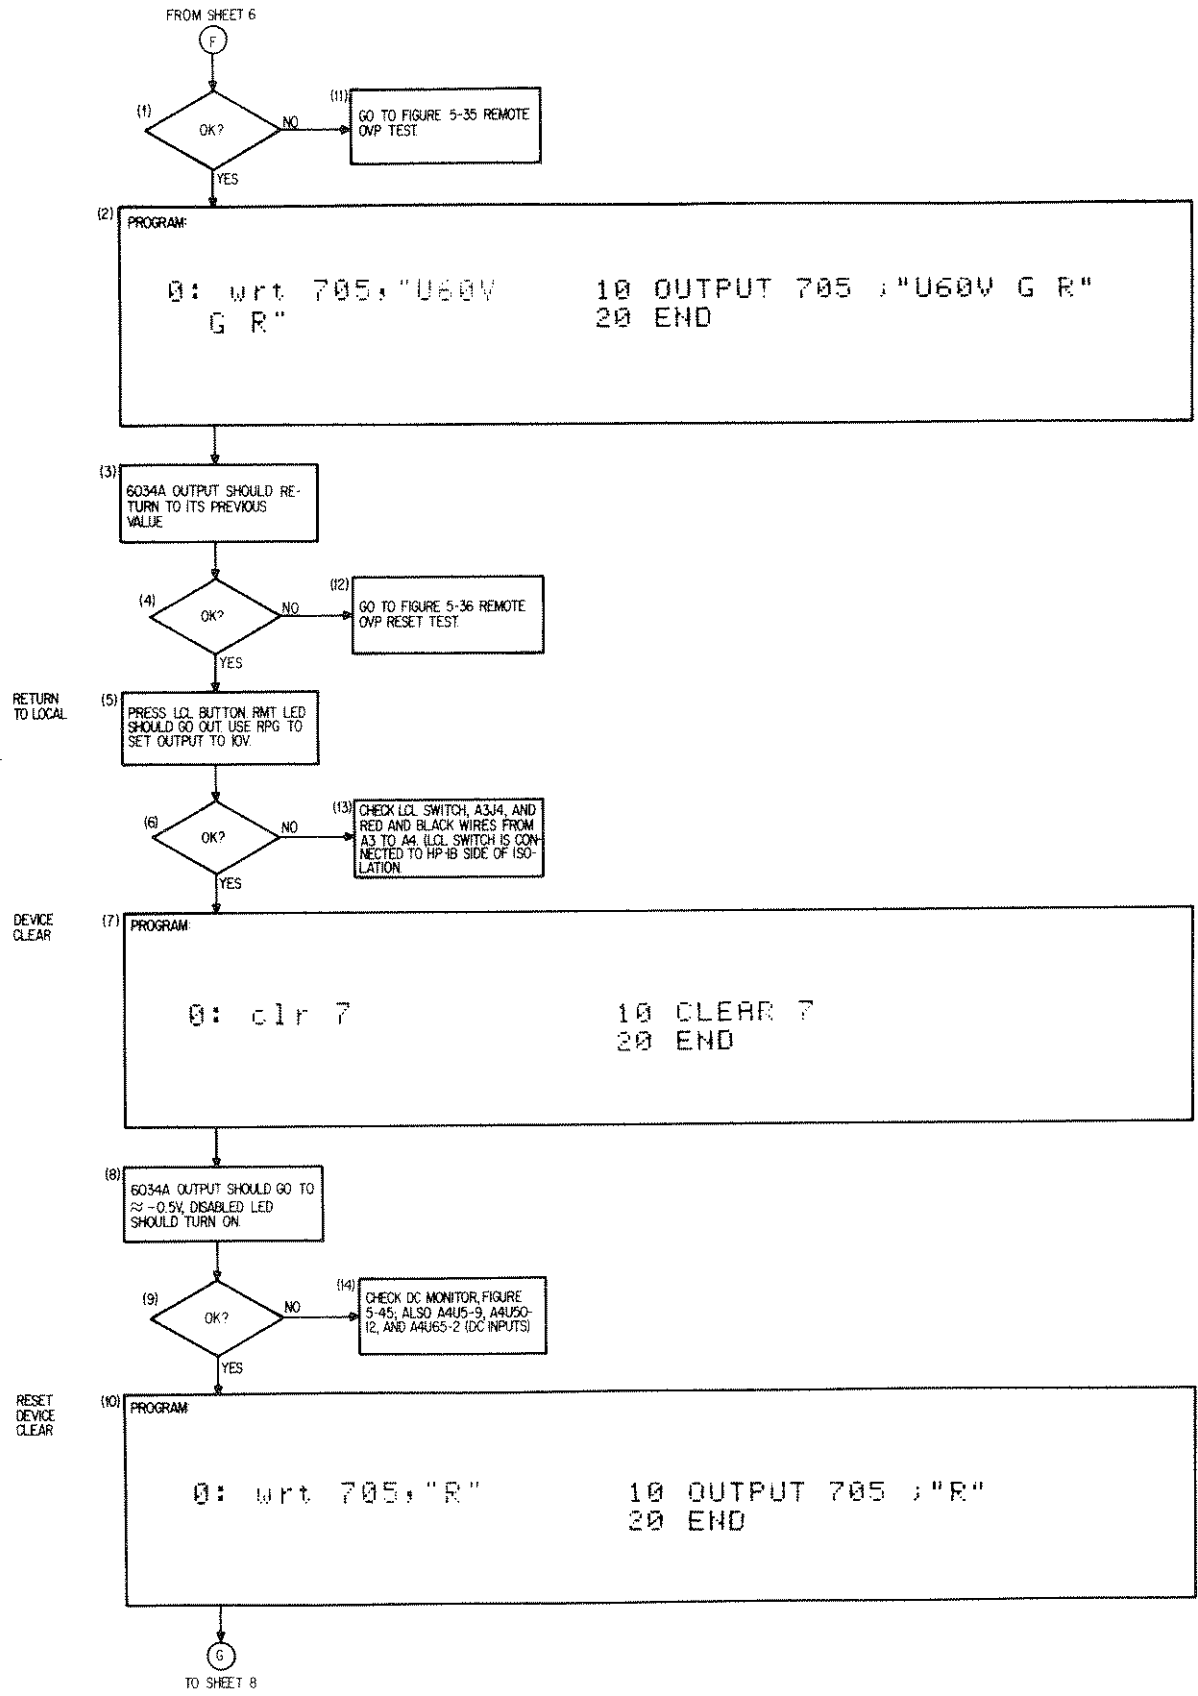 FROM SHEET 6
F
(1)
OK?
NO
(11)
GO TO FIGURE 5-35 REMOTE
OVP TEST.
YES
(2)
PROGRAM:
0: wrt 705,"U60V
G R"
10 OUTPUT 705 ;"U60V G R"
20 END
(3)
6034A OUTPUT SHOULD RE-
TURN TO ITS PREVIOUS
VALUE
(4)
OK?
NO
(12)
GO TO FIGURE 5-36 REMOTE
OVP RESET TEST.
YES
RETURN
TO LOCAL
(5)
PRESS LCL BUTTON. RMT LED
SHOULD GO OUT. USE RPG TO
SET OUTPUT TO 10V.
(6)
OK?
NO
(13)
CHECK LCL SWITCH, A3J4, AND
RED AND BLACK WIRES FROM
A3 TO A4. (LCL SWITCH IS CON-
NECTED TO HP-IB SIDE OF ISO-
LATION.
YES
DEVICE
CLEAR
(7)
PROGRAM:
0: clr 7
10 CLEAR 7
20 END
(8)
6034A OUTPUT SHOULD GO TO
≈ -0.5V, DISABLED LED
SHOULD TURN ON.
(9)
OK?
NO
(14)
CHECK DC MONITOR, FIGURE
5-45; ALSO A4U5-9, A4U50-
12, AND A4U65-2 (DC INPUTS)
YES
RESET
DEVICE
CLEAR
(10)
PROGRAM:
0: wrt 705,"R"
10 OUTPUT 705 ;"R"
20 END
G
TO SHEET 8